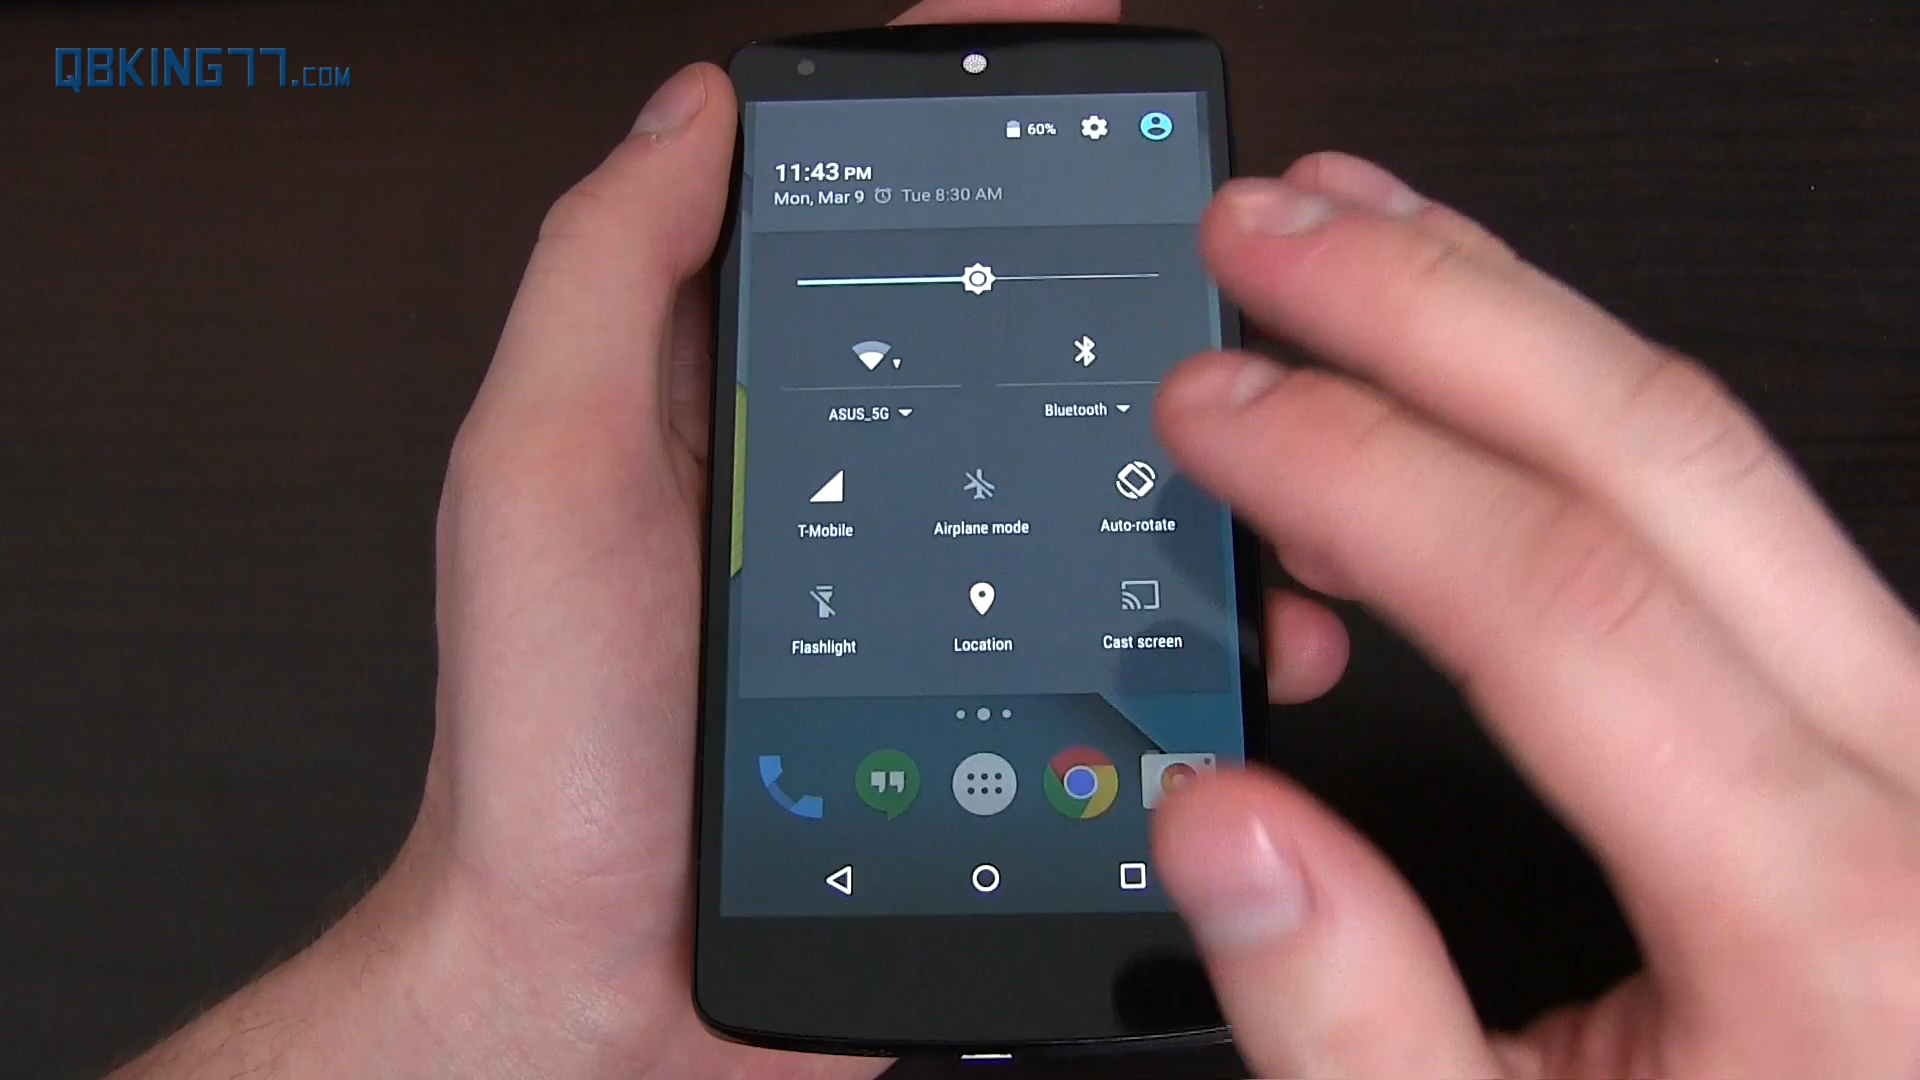 QBKING77.COM
60%
11:43 PM
Mon, Mar 9 Tue 8:30 AM
ASUS_5G Bluetooth
T-Mobile Airplane mode Auto-rotate
Flashlight Location Cast screen